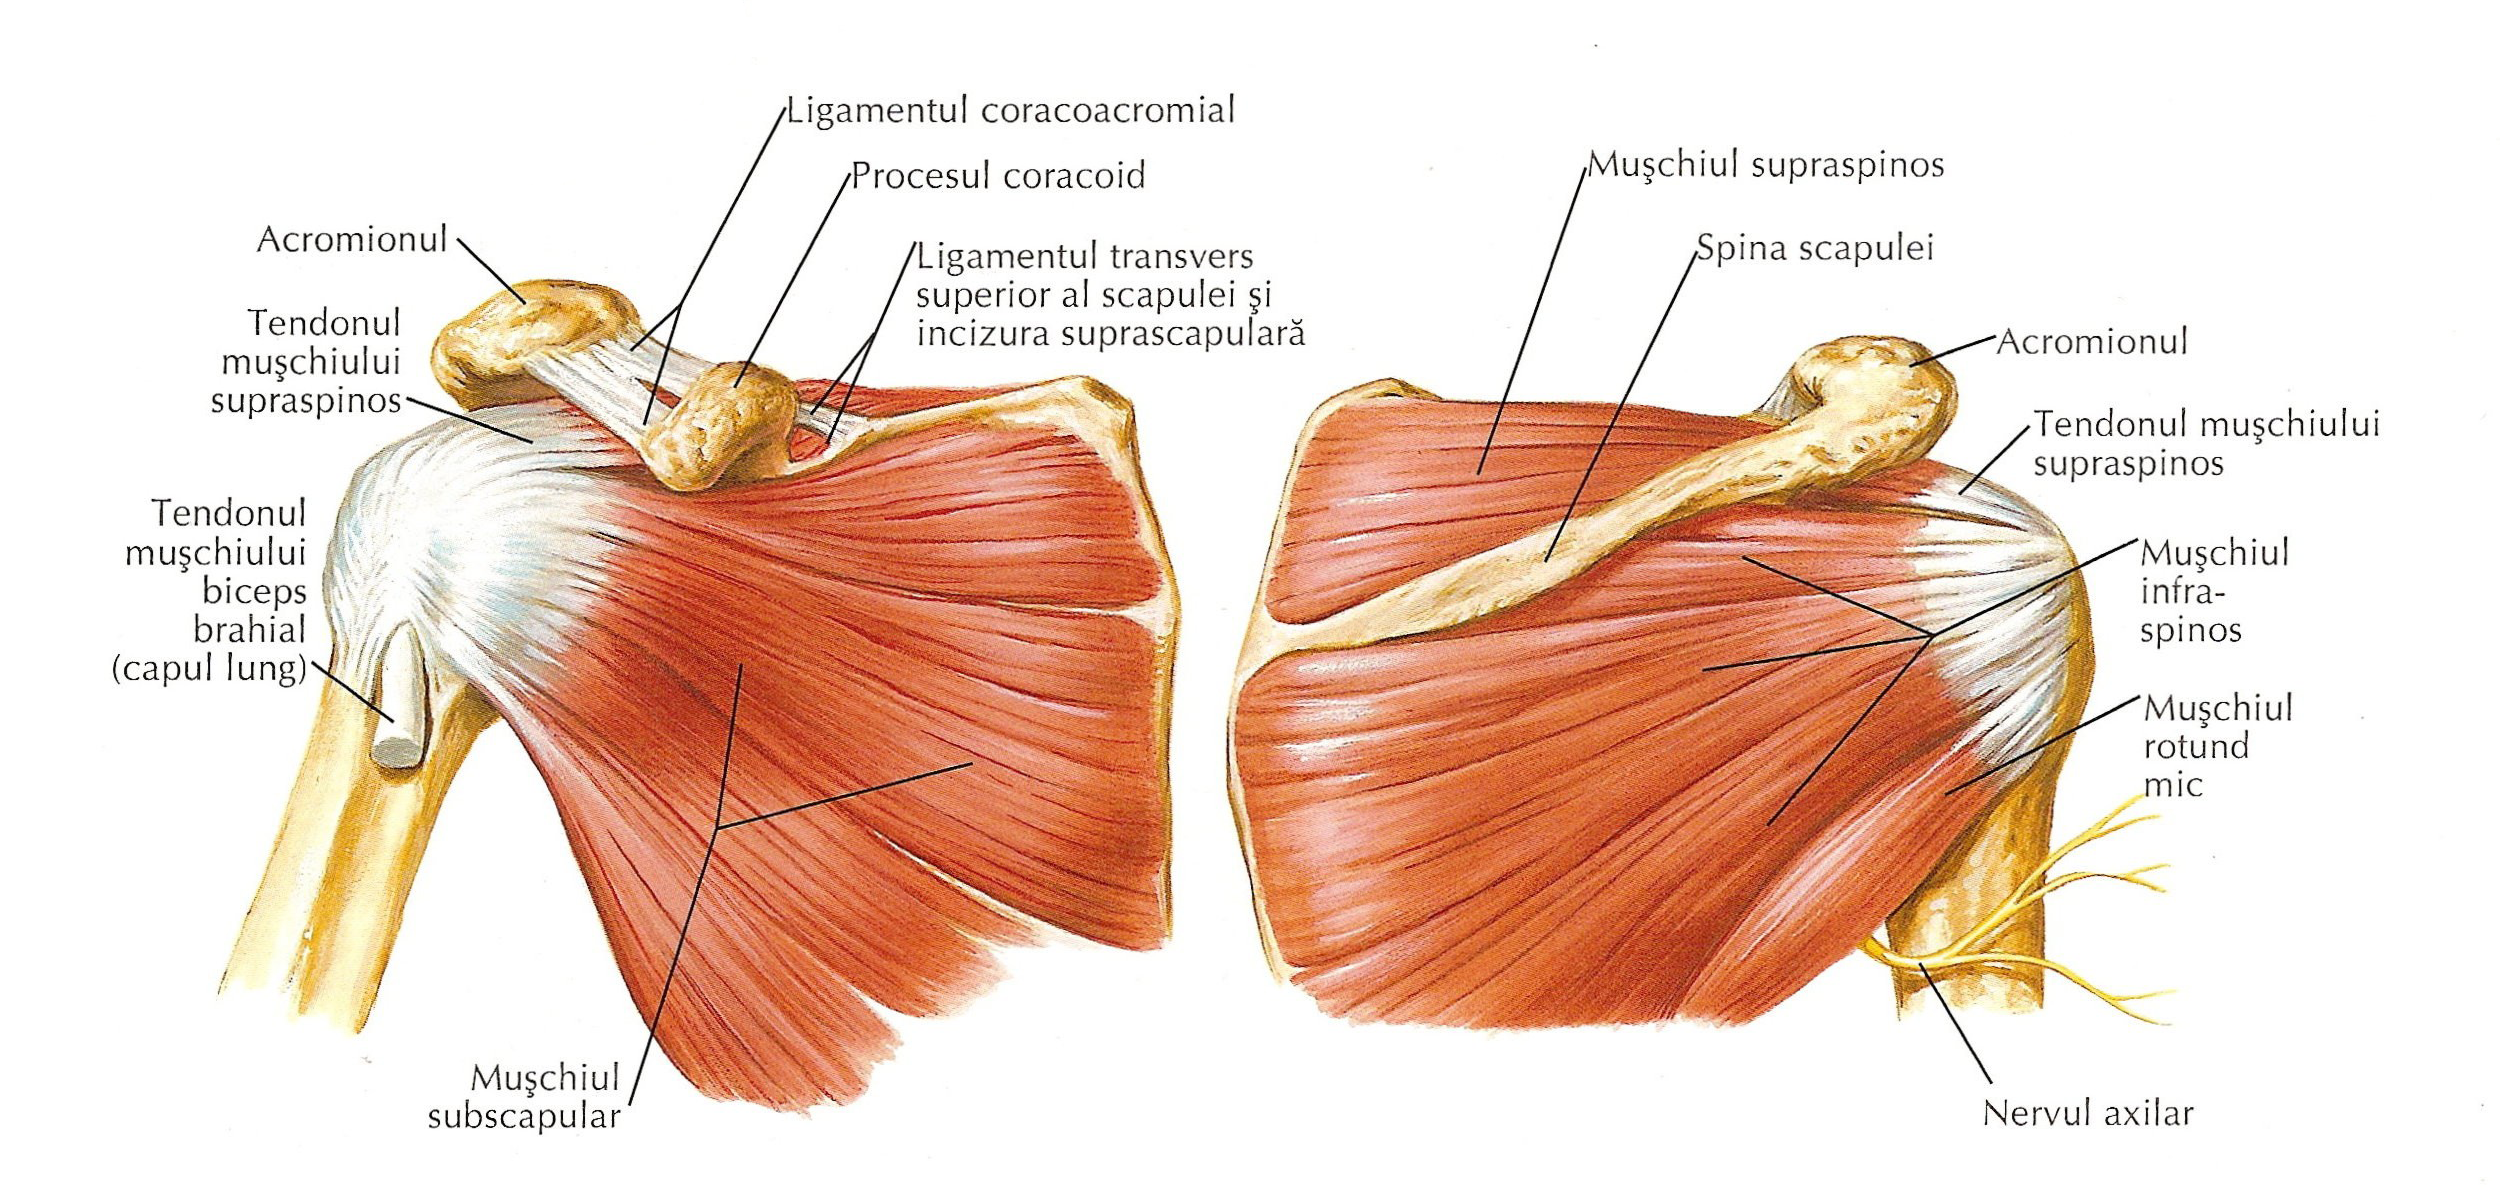 Ligamentul coracoacromial
Procesul coracoid
Acromionul
Ligamentul transvers
superior al scapulei şi
incizura suprascapulară
Tendonul
muşchiului
supraspinos
Tendonul
muşchiului
biceps
brahial
(capul lung)
Muşchiul
subscapular
Muşchiul supraspinos
Spina scapulei
Acromionul
Tendonul muşchiului
supraspinos
Muşchiul
infra-
spinos
Muşchiul
rotund
mic
Nervul axilar